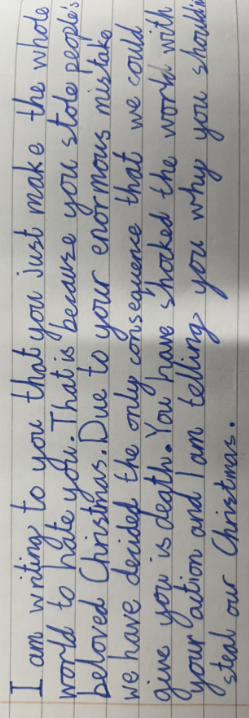 I am writing to you that you just make the whole
world to hate you. That is because you stole people's
beloved Christmas. Due to your enormous mistake
we have decided the only consequence that we could
give you is death. You have shocked the world with
your action and I am telling you why you shouldn
steal our Christmas.